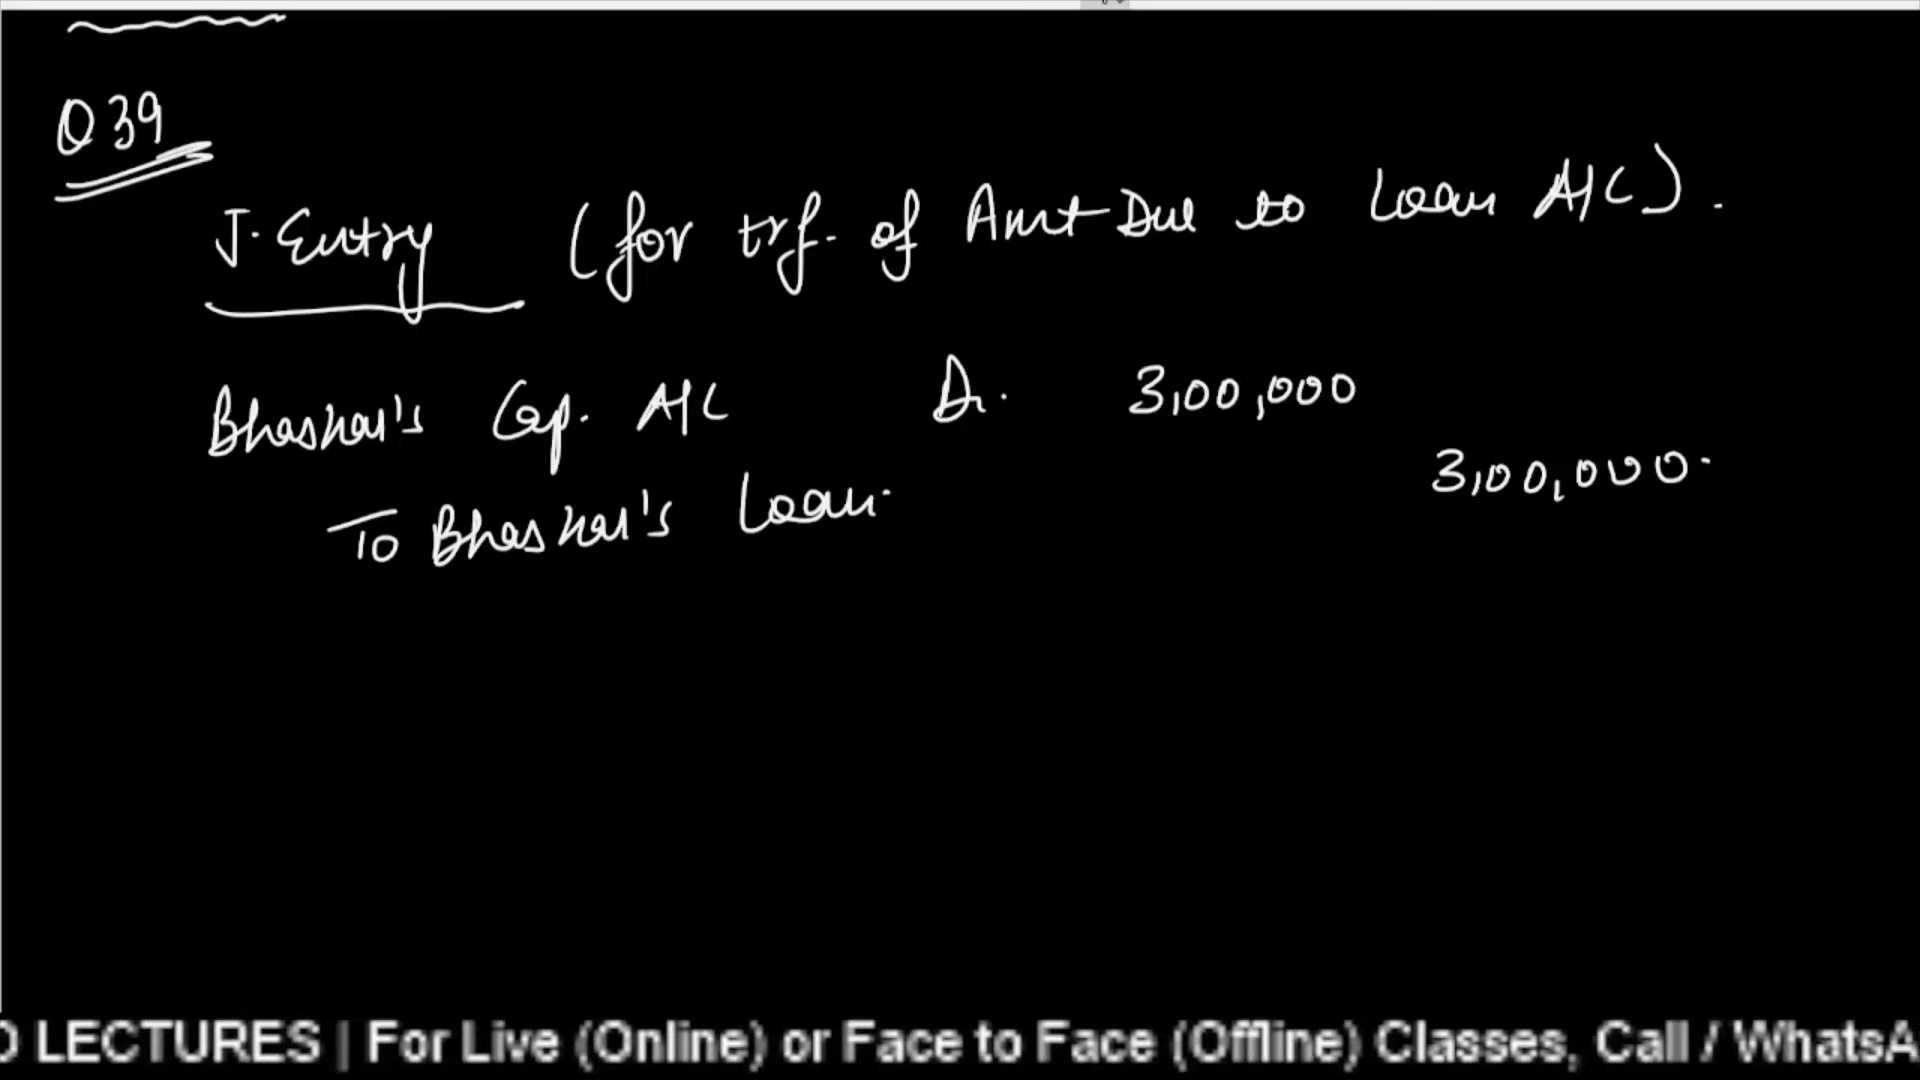 Q 39
J. Entry (for trf. of Amt Due to Loan A/C).
Bhaskar's Cap. A/C Dr. 3,00,000
To Bhaskar's Loan. 3,00,000.
O LECTURES | For Live (Online) or Face to Face (Offline) Classes, Call / WhatsA